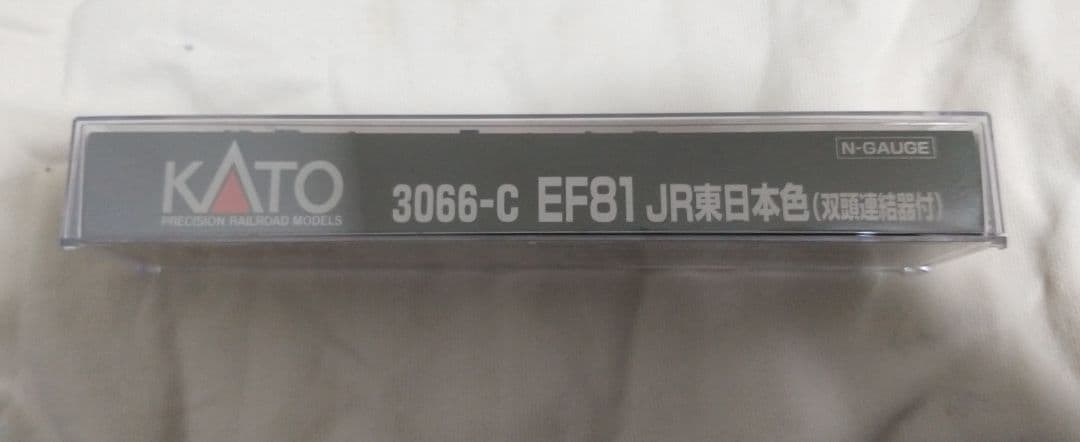 N-GAUGE
KATO
PRECISION RAILROAD MODELS
3066-C EF81 JR東日本色(双頭連結器付)